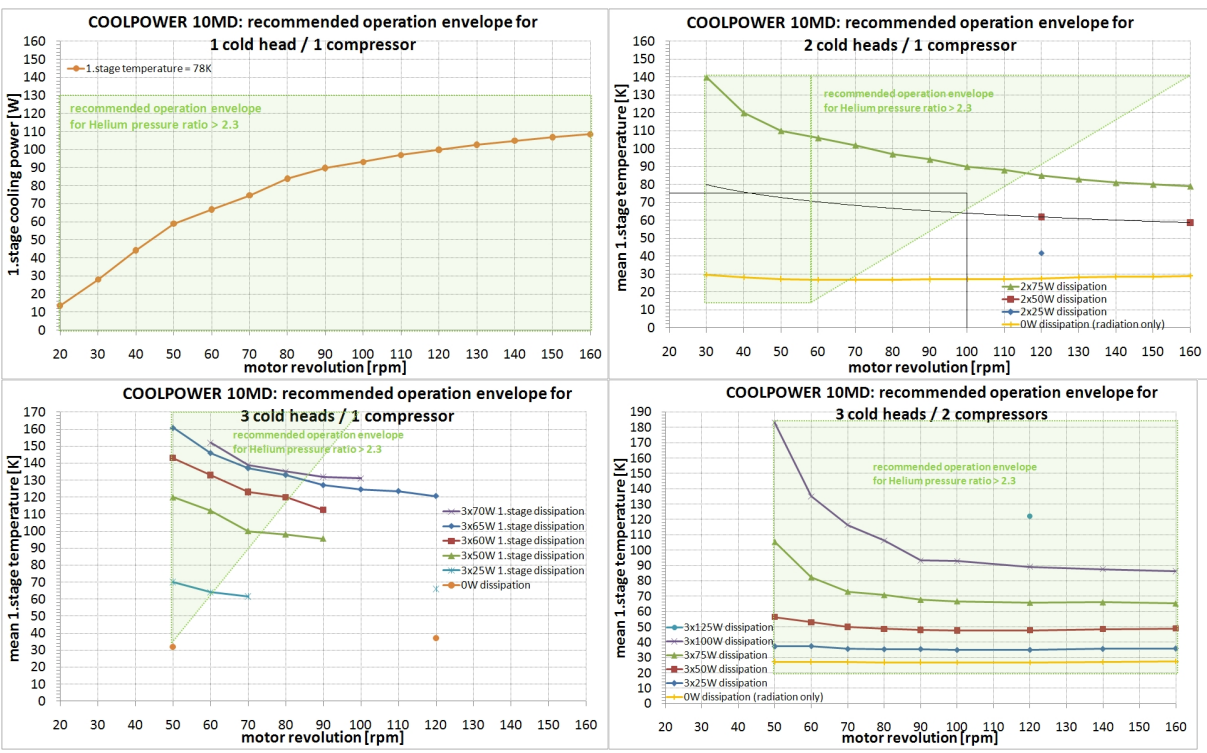 COOLPOWER 10MD: recommended operation envelope for
1 cold head / 1 compressor
1.stage cooling power [W]
160
150
140
130
120
110
100
90
80
70
60
50
40
30
20
10
0
1.stage temperature = 78K
recommended operation envelope
for Helium pressure ratio > 2.3
20 30 40 50 60 70 80 90 100 110 120 130 140 150 160
motor revolution [rpm]
COOLPOWER 10MD: recommended operation envelope for
2 cold heads / 1 compressor
mean 1.stage temperature [K]
160
150
140
130
120
110
100
90
80
70
60
50
40
30
20
10
0
recommended operation envelope
for Helium pressure ratio > 2.3
2x75W dissipation
2x50W dissipation
2x25W dissipation
0W dissipation (radiation only)
20 30 40 50 60 70 80 90 100 110 120 130 140 150 160
motor revolution [rpm]
COOLPOWER 10MD: recommended operation envelope for
3 cold heads / 1 compressor
mean 1.stage temperature [K]
170
160
150
140
130
120
110
100
90
80
70
60
50
40
30
20
10
0
recommended operation envelope
for Helium pressure ratio > 2.3
3x70W 1.stage dissipation
3x65W 1.stage dissipation
3x60W 1.stage dissipation
3x50W 1.stage dissipation
3x25W 1.stage dissipation
0W dissipation
20 30 40 50 60 70 80 90 100 110 120 130 140 150 160
motor revolution [rpm]
COOLPOWER 10MD: recommended operation envelope for
3 cold heads / 2 compressors
mean 1.stage temperature [K]
190
180
170
160
150
140
130
120
110
100
90
80
70
60
50
40
30
20
10
0
recommended operation envelope
for Helium pressure ratio > 2.3
3x125W dissipation
3x100W dissipation
3x75W dissipation
3x50W dissipation
3x25W dissipation
0W dissipation (radiation only)
20 30 40 50 60 70 80 90 100 110 120 130 140 150 160
motor revolution [rpm]